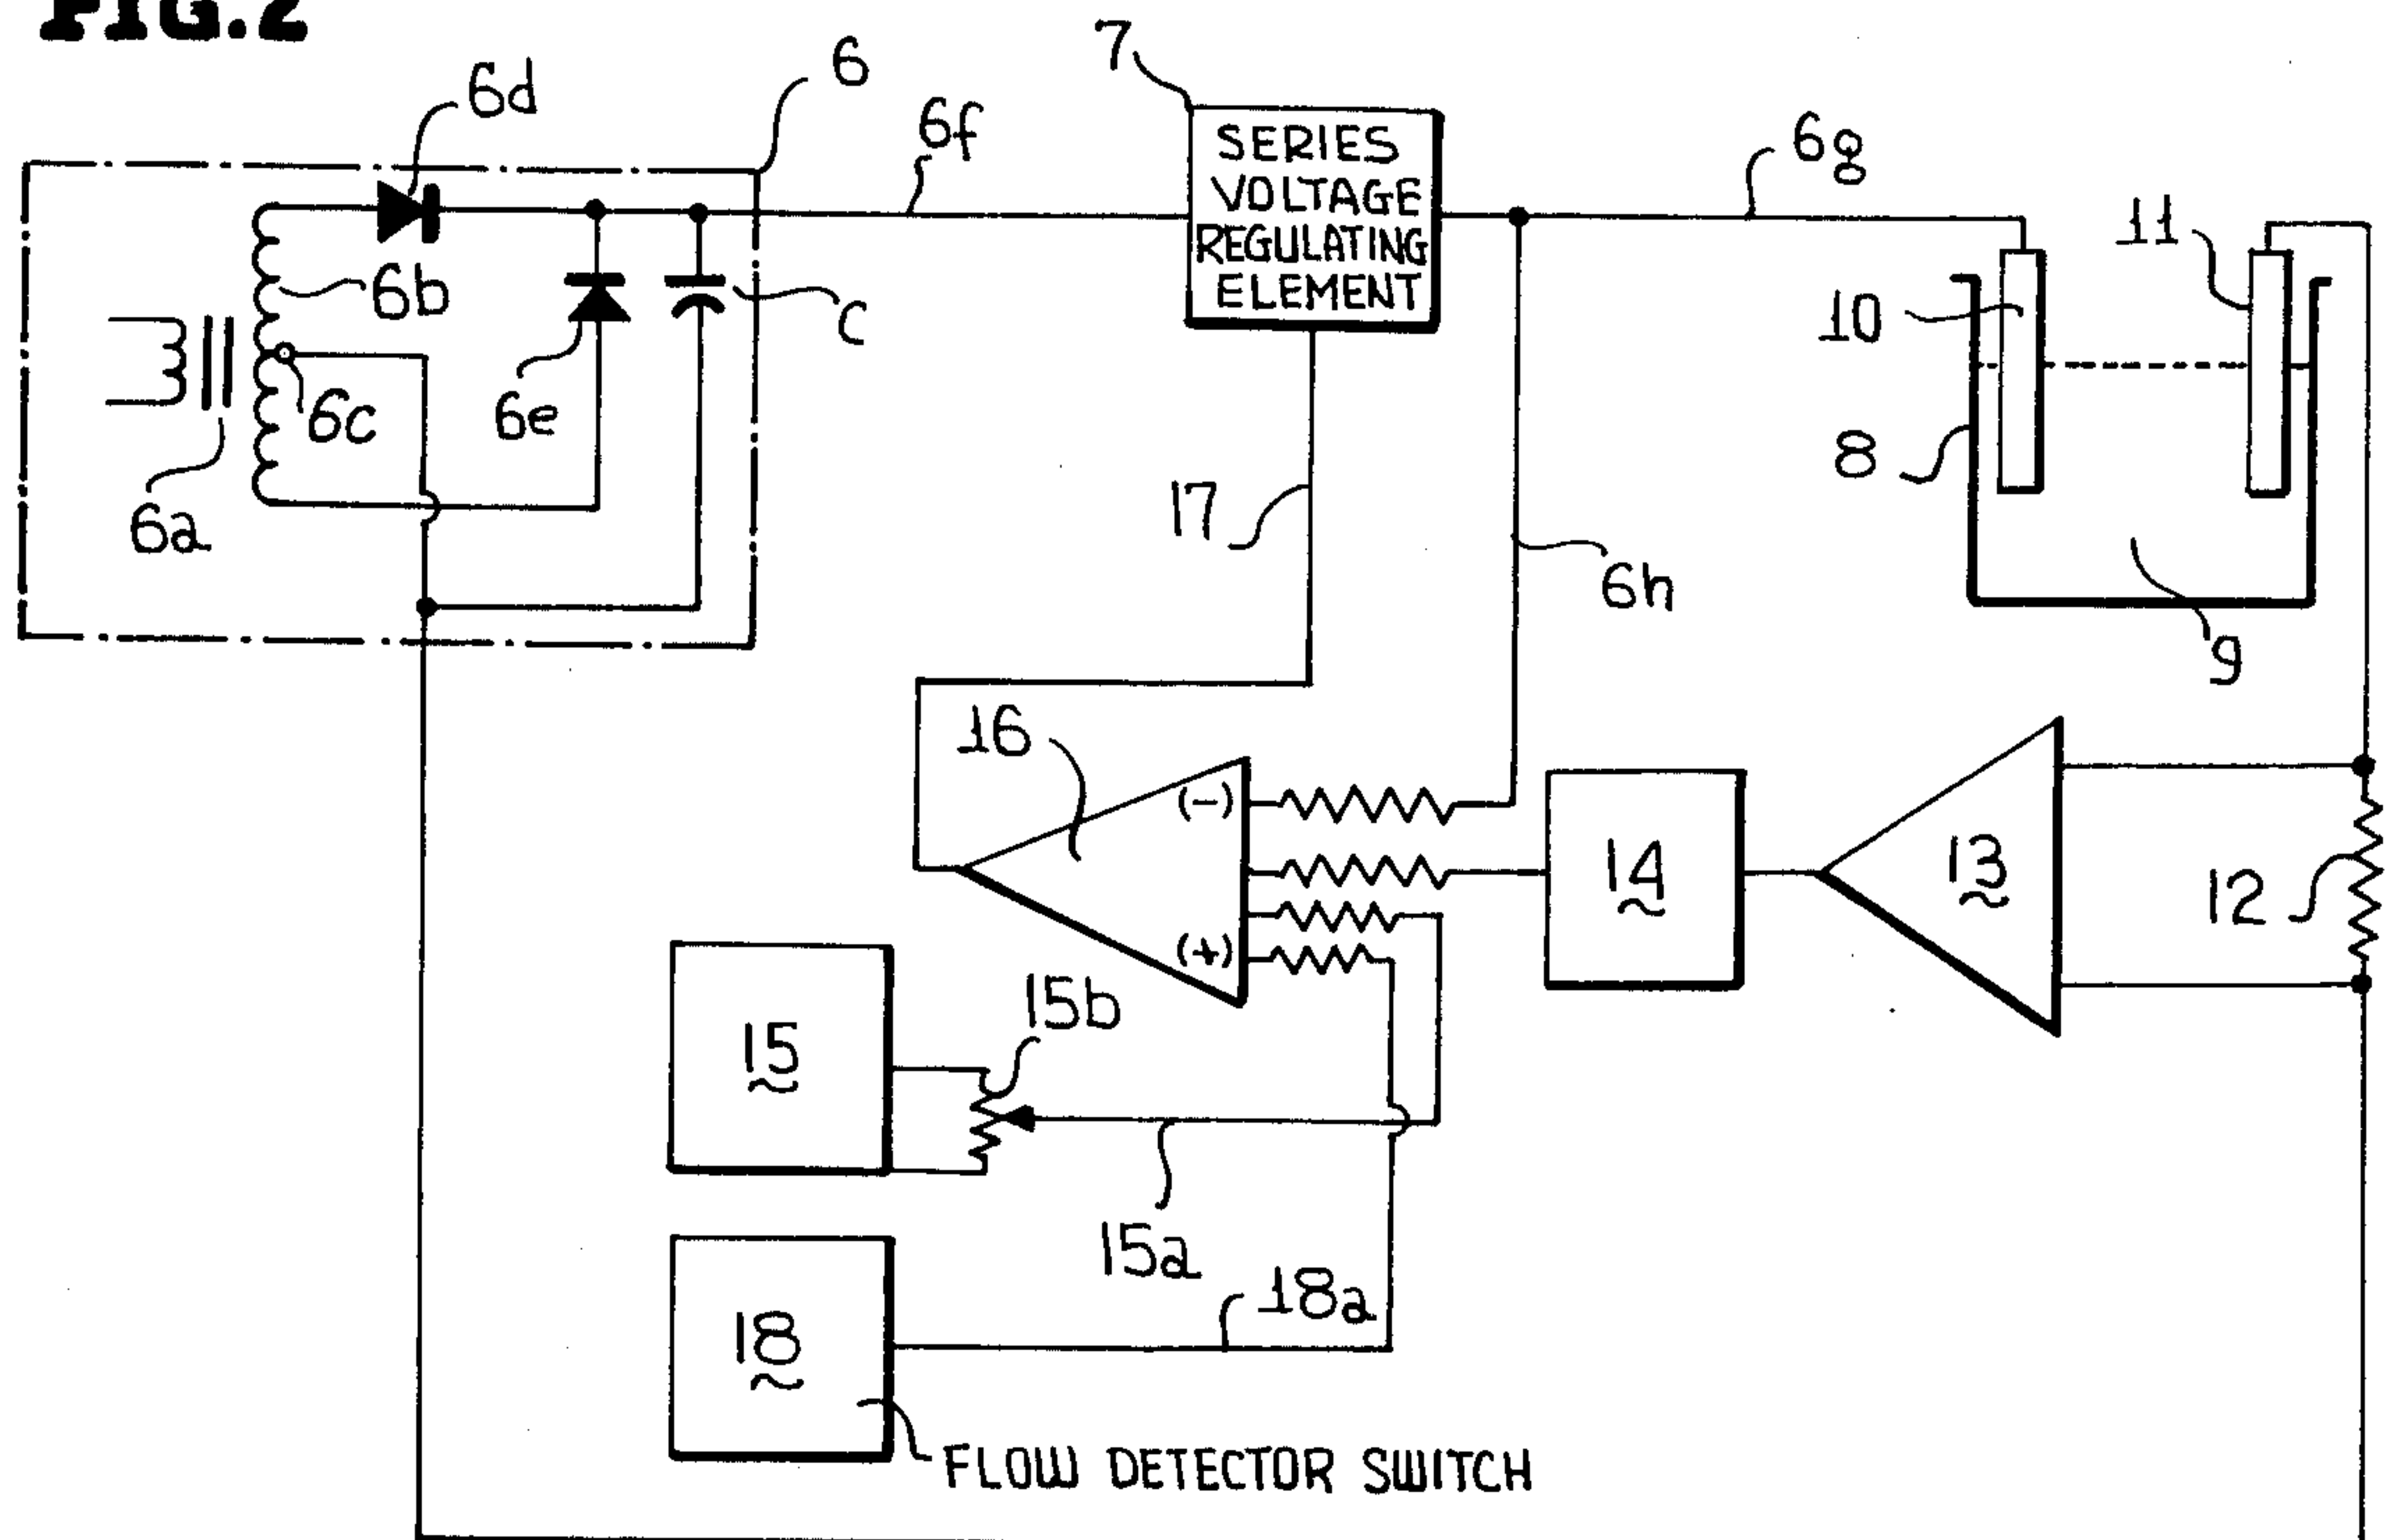 FIG.2
6
7
6d
6f
6g
SERIES
VOLTAGE
REGULATING
ELEMENT
11
6b
C
10
6c
6e
8
6a
17
6h
9
16
(-)
14
13
12
(+)
15
15b
15a
18a
18
FLOW DETECTOR SWITCH